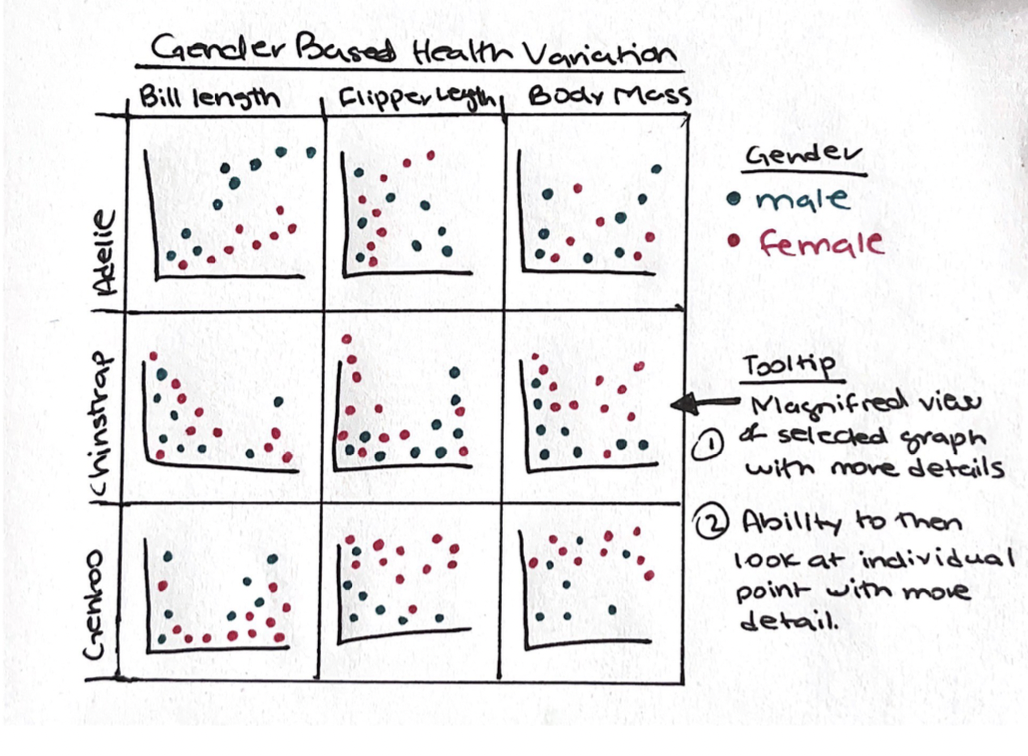 Gender Based Health Variation
Bill length
Flipper Length
Body Mass
Adelie
Chinstrap
Gentoo
Gender
male
female
Tooltip
Magnified view
① of selected graph
with more details
② Ability to then
look at individual
point with more
detail.